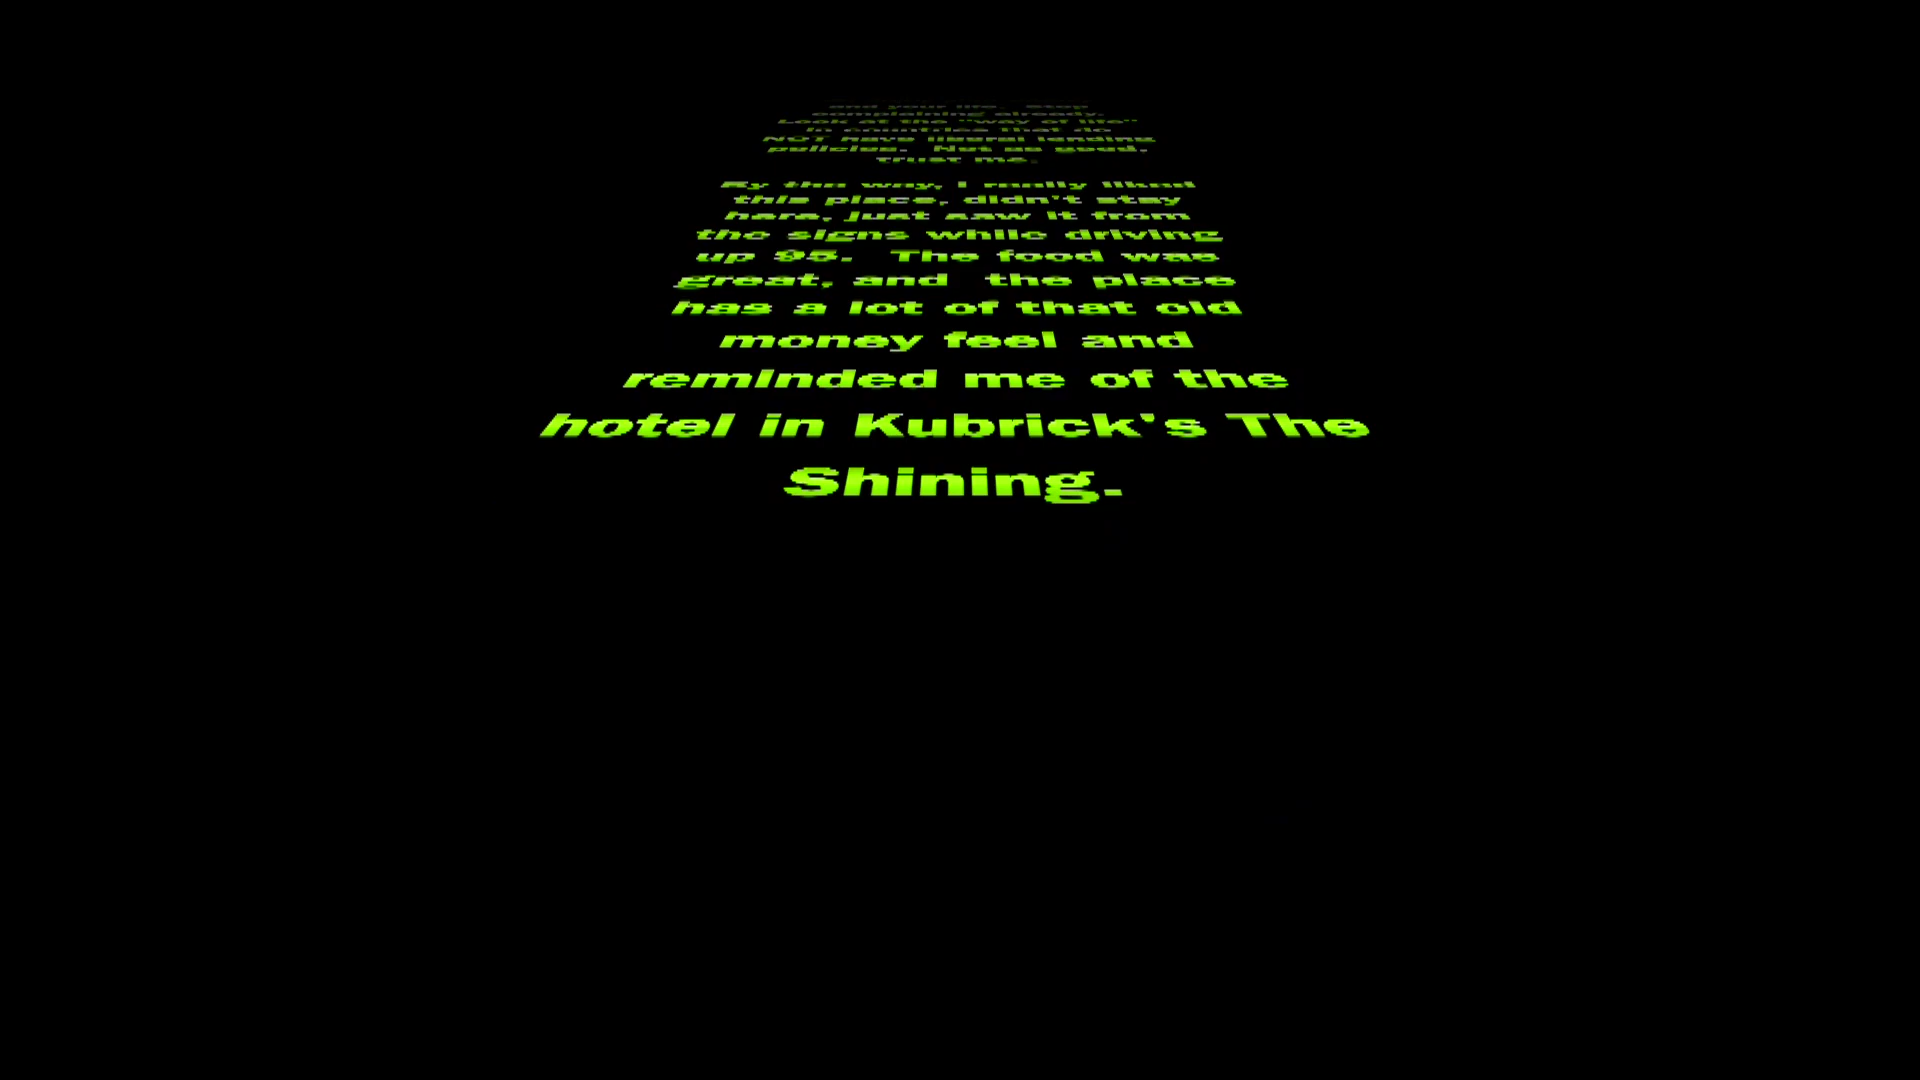 and your life.  Stop
complaining already.
Look at the "way of life"
in countries that do
NOT have liberal lending
policies.  Not as good,
trust me.
By the way, I really liked
this place, didn't stay
here, just saw it from
the signs while driving
up 95.  The food was
great, and  the place
has a lot of that old
money feel and
reminded me of the
hotel in Kubrick's The
Shining.